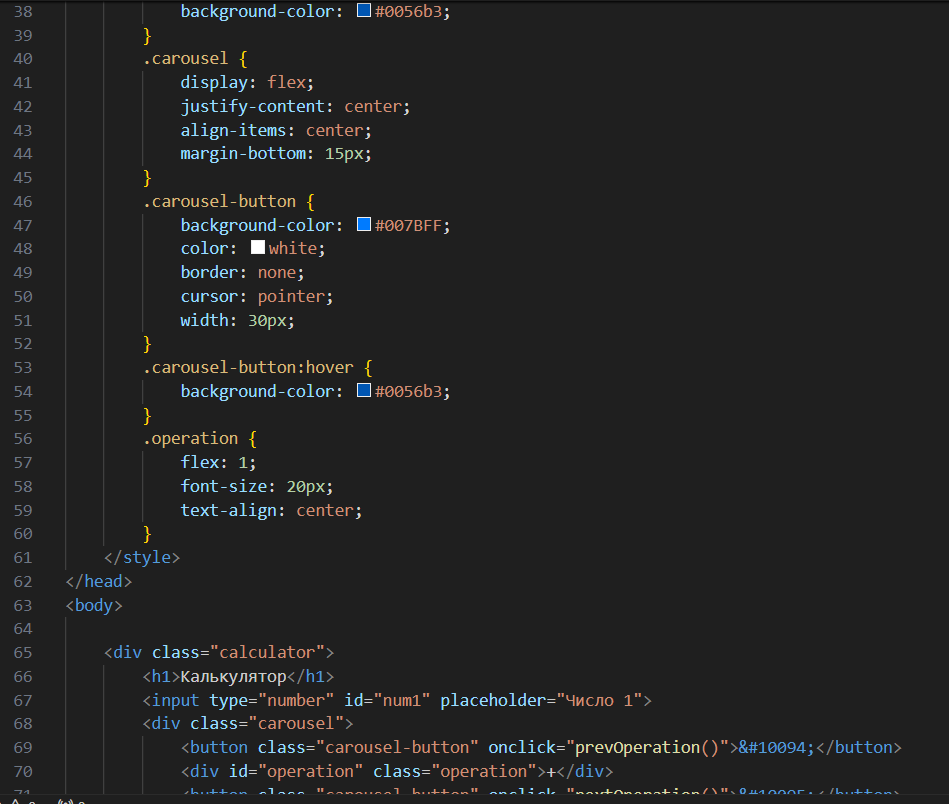 38 background-color: #0056b3;
39 }
40 .carousel {
41 display: flex;
42 justify-content: center;
43 align-items: center;
44 margin-bottom: 15px;
45 }
46 .carousel-button {
47 background-color: #007BFF;
48 color: white;
49 border: none;
50 cursor: pointer;
51 width: 30px;
52 }
53 .carousel-button:hover {
54 background-color: #0056b3;
55 }
56 .operation {
57 flex: 1;
58 font-size: 20px;
59 text-align: center;
60 }
61 </style>
62 </head>
63 <body>
64
65 <div class="calculator">
66 <h1>Калькулятор</h1>
67 <input type="number" id="num1" placeholder="Число 1">
68 <div class="carousel">
69 <button class="carousel-button" onclick="prevOperation()">&#10094;</button>
70 <div id="operation" class="operation">+</div>
71 <button class="carousel-button" onclick="nextOperation()">&#10095;</button>